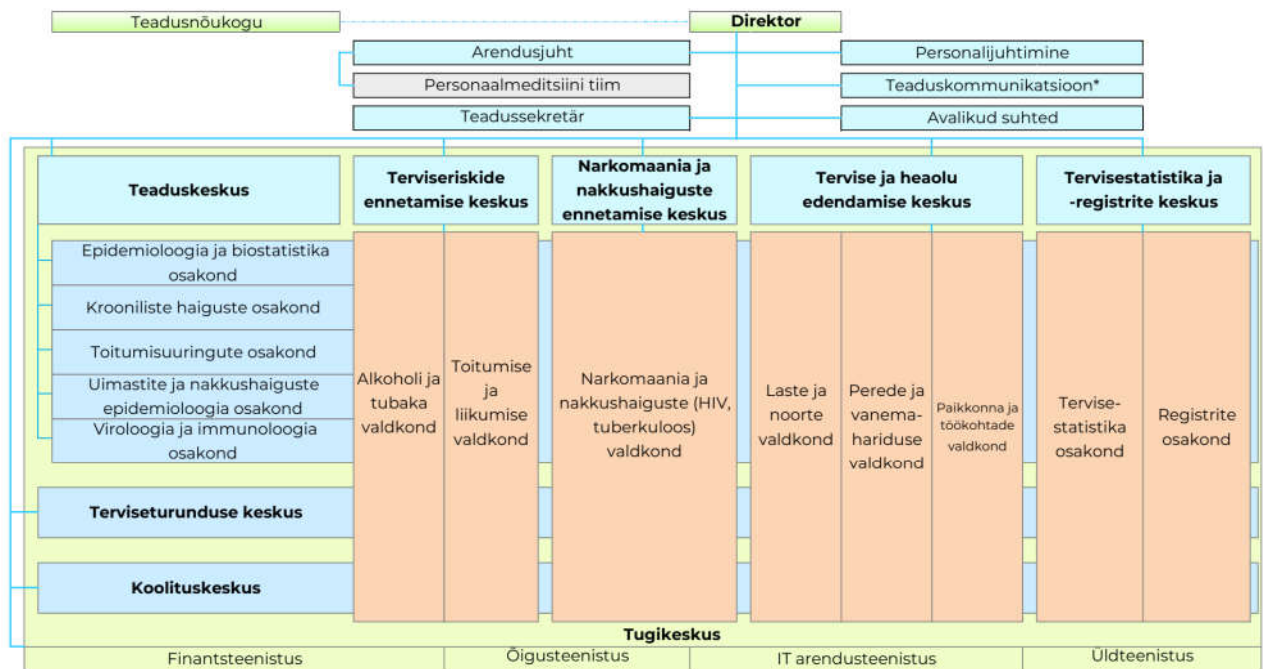 Teadusnõukogu
Direktor
Arendusjuht
Personalijuhtimine
Personaalmeditsiini tiim
Teaduskommunikatsioon*
Teadussekretär
Avalikud suhted
Teaduskeskus
Terviseriskide
ennetamise keskus
Narkomaania ja
nakkushaiguste
ennetamise keskus
Tervise ja heaolu
edendamise keskus
Tervisestatistika ja
-registrite keskus
Epidemioloogia ja biostatistika
osakond
Krooniliste haiguste osakond
Toitumisuuringute osakond
Uimastite ja nakkushaiguste
epidemioloogia osakond
Viroloogia ja immunoloogia
osakond
Alkoholi ja
tubaka
valdkond
Toitumise
ja
liikumise
valdkond
Narkomaania ja
nakkushaiguste (HIV,
tuberkuloos)
valdkond
Laste ja
noorte
valdkond
Perede ja
vanema-
hariduse
valdkond
Paikkonna ja
töökohtade
valdkond
Tervise-
statistika
osakond
Registrite
osakond
Terviseturunduse keskus
Koolituskeskus
Tugikeskus
Finantsteenistus
Õigusteenistus
IT arendusteenistus
Üldteenistus